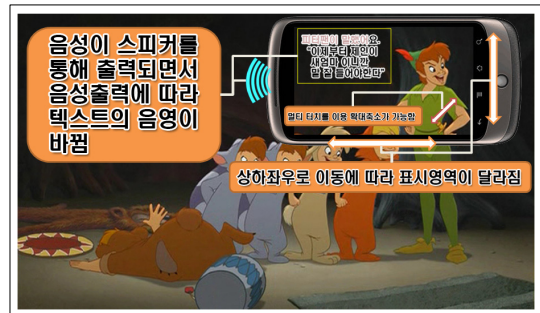 음성이 스피커를
통해 출력되면서
음성출력에 따라
텍스트의 음영이
바뀜
피터팬이 말했어요.
"이제부터 제인이
새엄마 이니깐
말 잘 들어야한다"
멀티 터치를 이용 확대축소가 가능함
상하좌우로 이동에 따라 표시영역이 달라짐